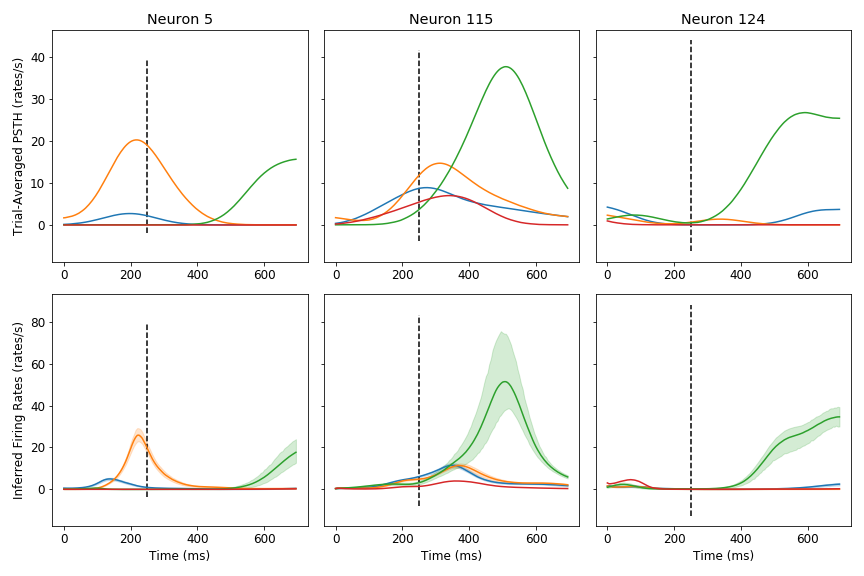 Neuron 5 Neuron 115 Neuron 124
Trial-Averaged PSTH (rates/s)
40
30
20
10
0
0 200 400 600 0 200 400 600 0 200 400 600
Inferred Firing Rates (rates/s)
80
60
40
20
0
0 200 400 600 0 200 400 600 0 200 400 600
Time (ms) Time (ms) Time (ms)